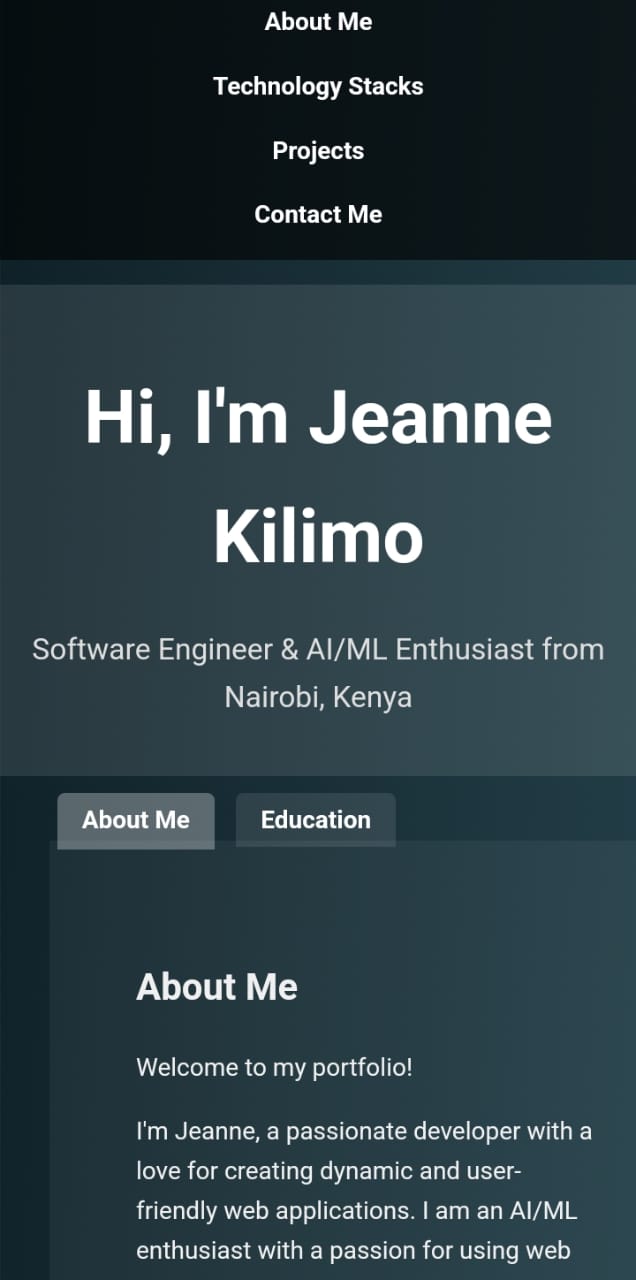 About Me
Technology Stacks
Projects
Contact Me
Hi, I'm Jeanne
Kilimo
Software Engineer & AI/ML Enthusiast from
Nairobi, Kenya
About Me
Education
About Me
Welcome to my portfolio!
I'm Jeanne, a passionate developer with a
love for creating dynamic and user-
friendly web applications. I am an AI/ML
enthusiast with a passion for using web